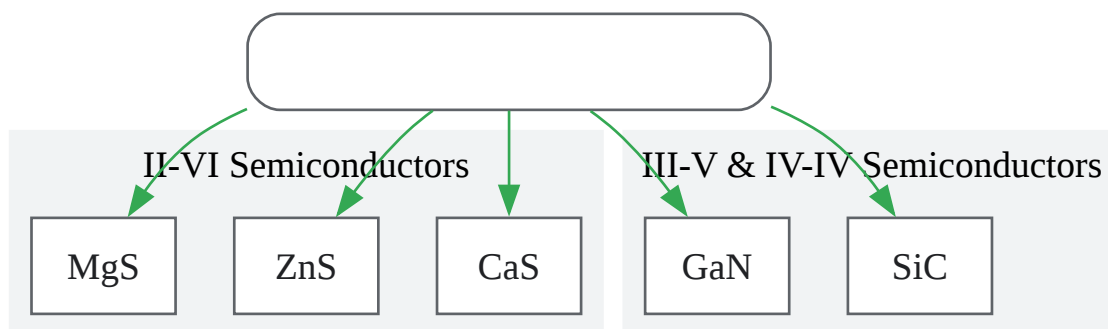 II-VI Semiconductors
III-V & IV-IV Semiconductors
MgS
ZnS
CaS
GaN
SiC